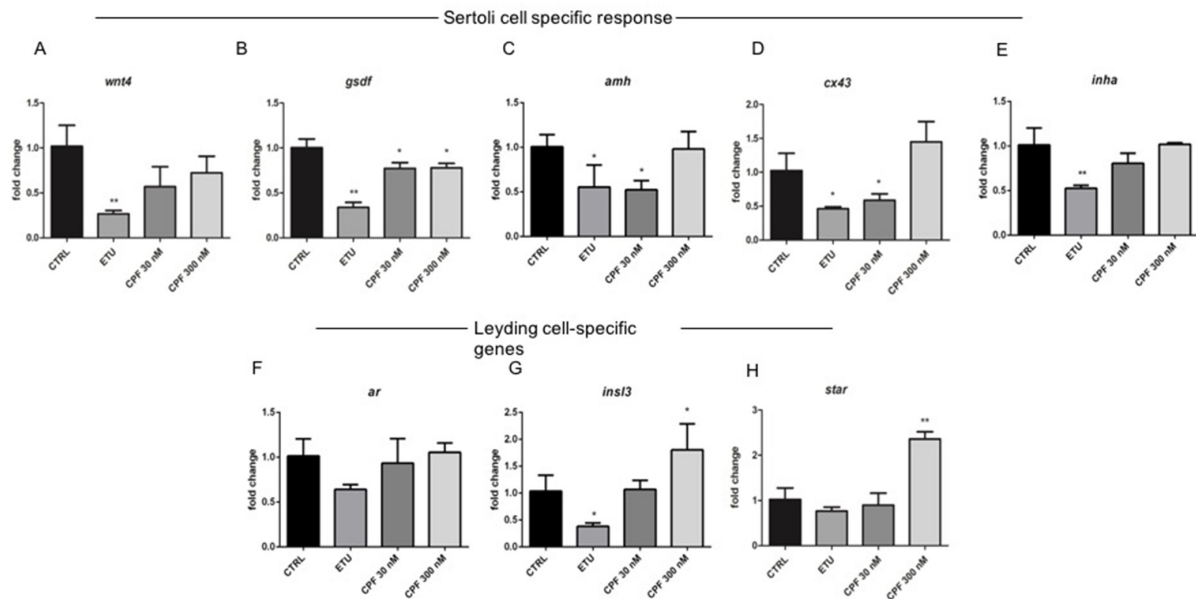 Sertoli cell specific response
A
wnt4
fold change
1.5
1.0
0.5
0.0
**
CTRL
ETU
CPF 30 nM
CPF 300 nM
B
gsdf
fold change
1.5
1.0
0.5
0.0
**
*
*
CTRL
ETU
CPF 30 nM
CPF 300 nM
C
amh
fold change
1.5
1.0
0.5
0.0
*
*
CTRL
ETU
CPF 30 nM
CPF 300 nM
D
cx43
fold change
2.0
1.5
1.0
0.5
0.0
*
*
CTRL
ETU
CPF 30 nM
CPF 300 nM
E
inha
fold change
1.5
1.0
0.5
0.0
**
CTRL
ETU
CPF 30 nM
CPF 300 nM
Leyding cell-specific
genes
F
ar
fold change
1.5
1.0
0.5
0.0
CTRL
ETU
CPF 30 nM
CPF 300 nM
G
insl3
fold change
2.5
2.0
1.5
1.0
0.5
0.0
*
*
CTRL
ETU
CPF 30 nM
CPF 300 nM
H
star
fold change
3
2
1
0
**
CTRL
ETU
CPF 30 nM
CPF 300 nM